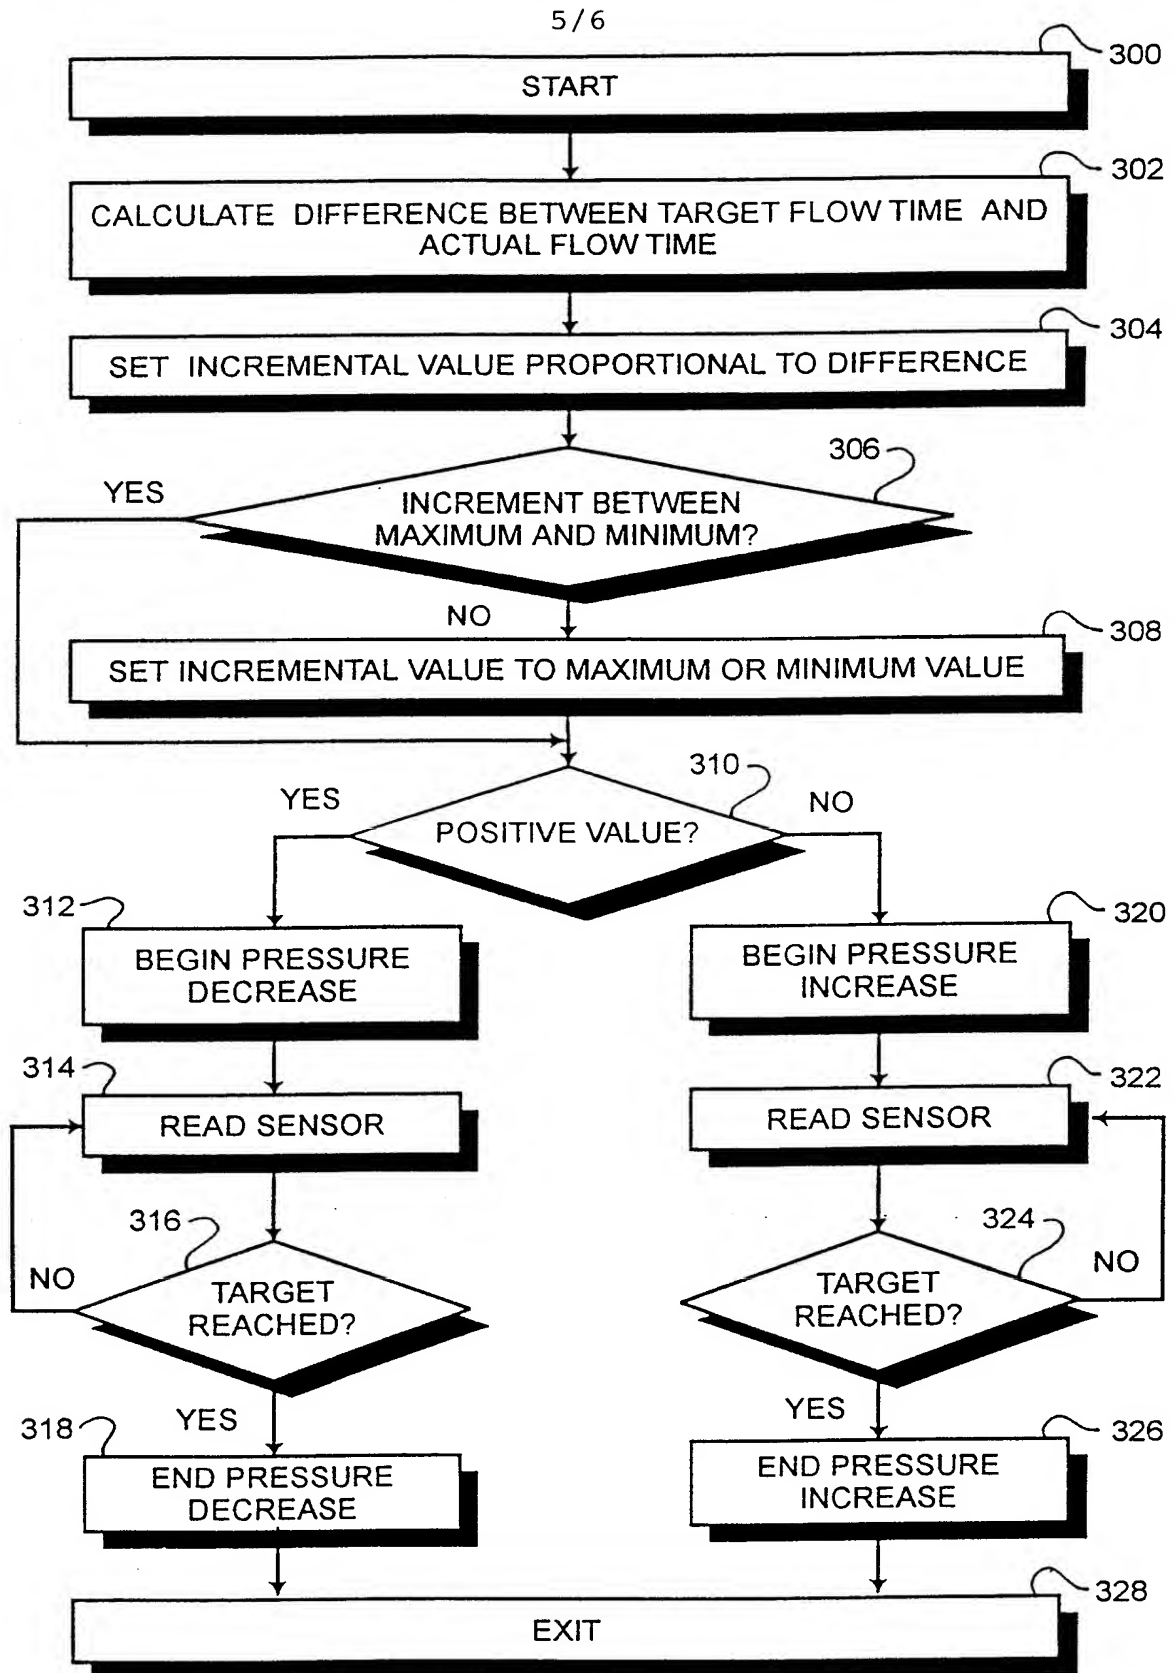 5/6
300
START
302
CALCULATE DIFFERENCE BETWEEN TARGET FLOW TIME AND
ACTUAL FLOW TIME
304
SET INCREMENTAL VALUE PROPORTIONAL TO DIFFERENCE
306
YES
INCREMENT BETWEEN
MAXIMUM AND MINIMUM?
NO
308
SET INCREMENTAL VALUE TO MAXIMUM OR MINIMUM VALUE
310
YES
NO
POSITIVE VALUE?
312
320
BEGIN PRESSURE
DECREASE
BEGIN PRESSURE
INCREASE
314
322
READ SENSOR
READ SENSOR
316
324
NO
TARGET
REACHED?
TARGET
REACHED?
NO
YES
YES
318
326
END PRESSURE
DECREASE
END PRESSURE
INCREASE
328
EXIT